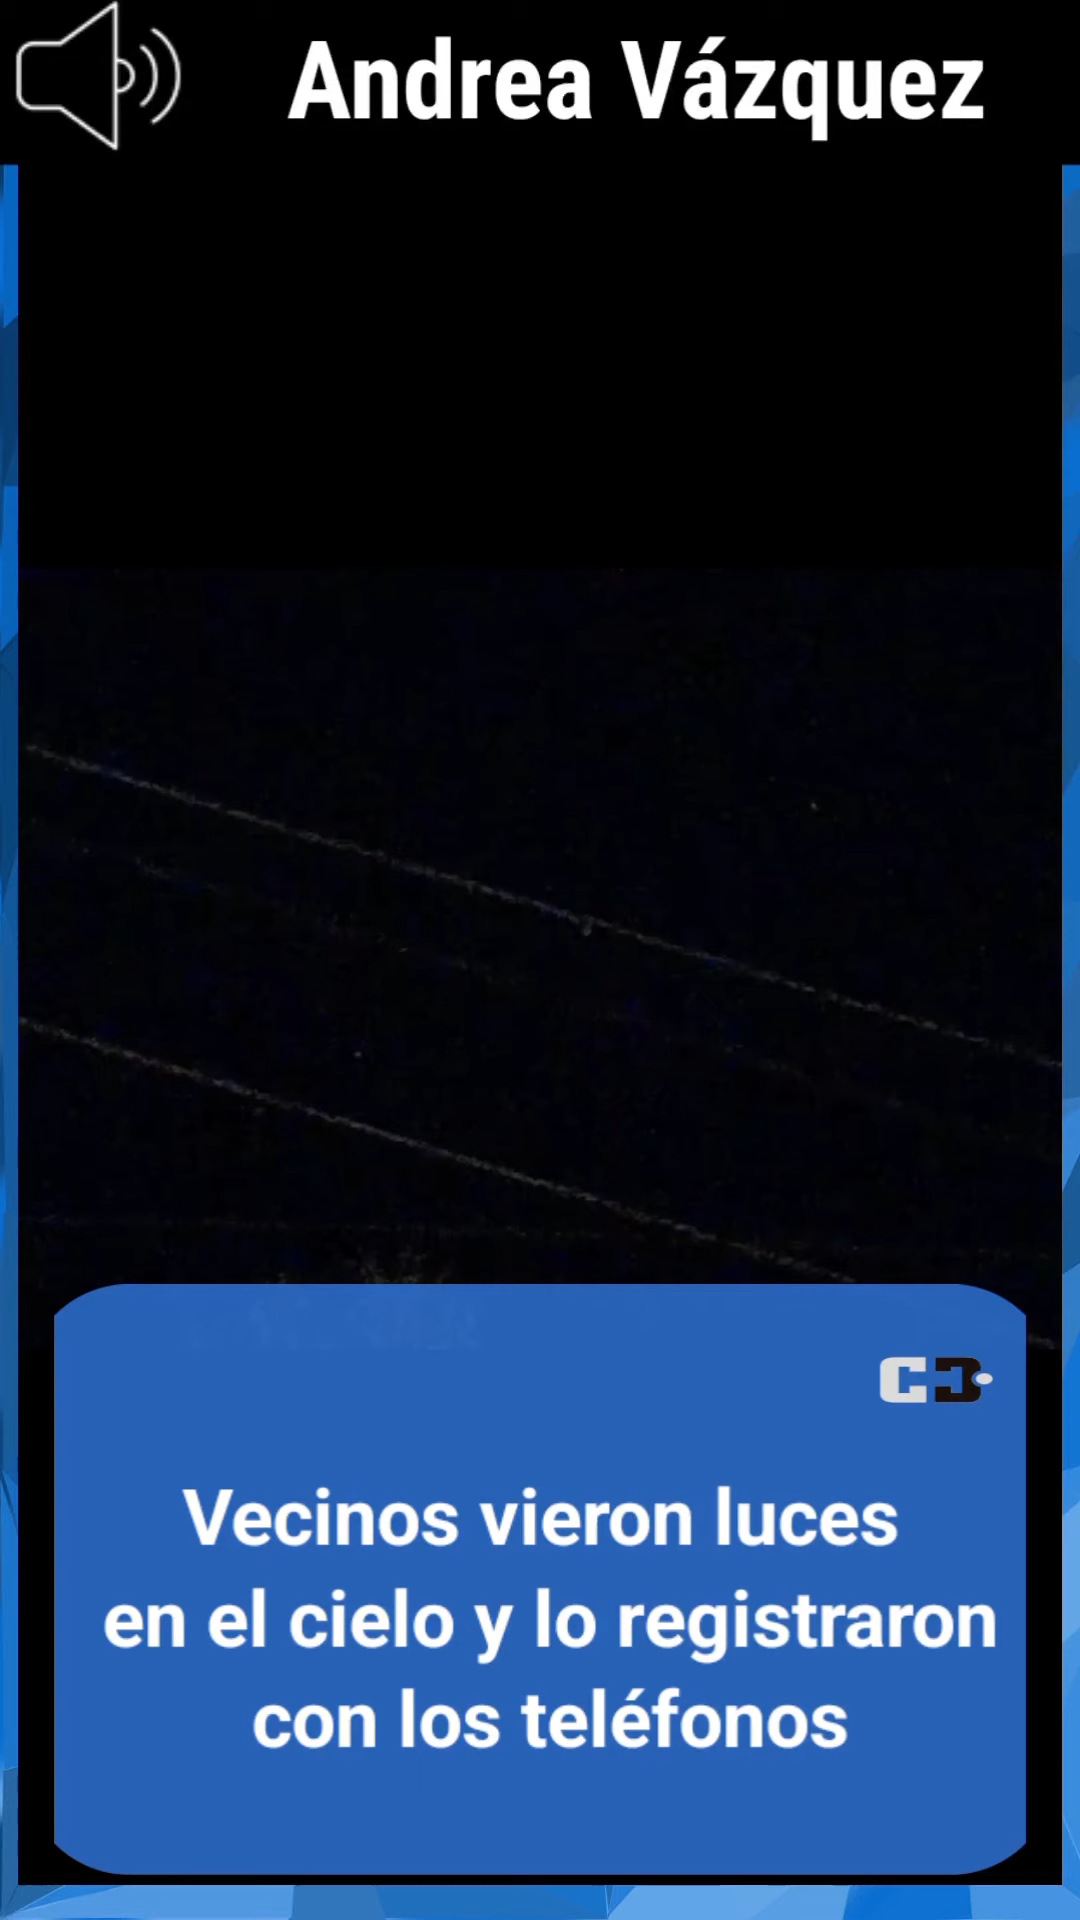 Andrea Vázquez
Vecinos vieron luces
en el cielo y lo registraron
con los teléfonos